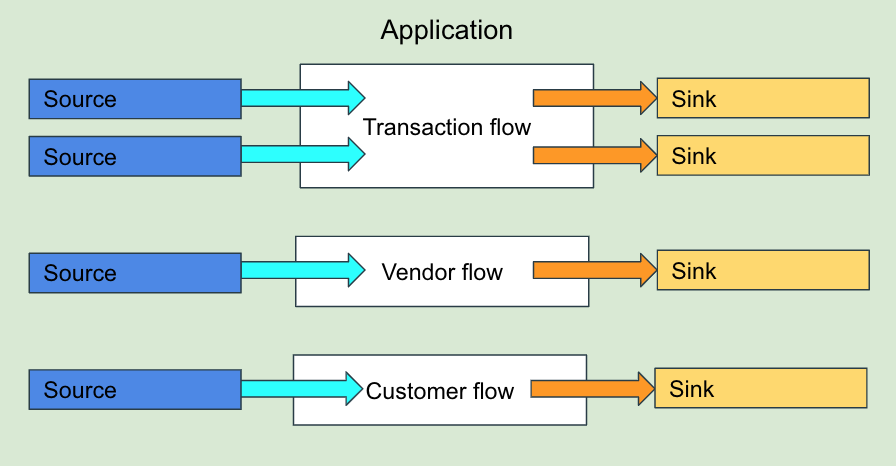 Application
Source
Transaction flow
Sink
Source
Sink
Source
Vendor flow
Sink
Source
Customer flow
Sink